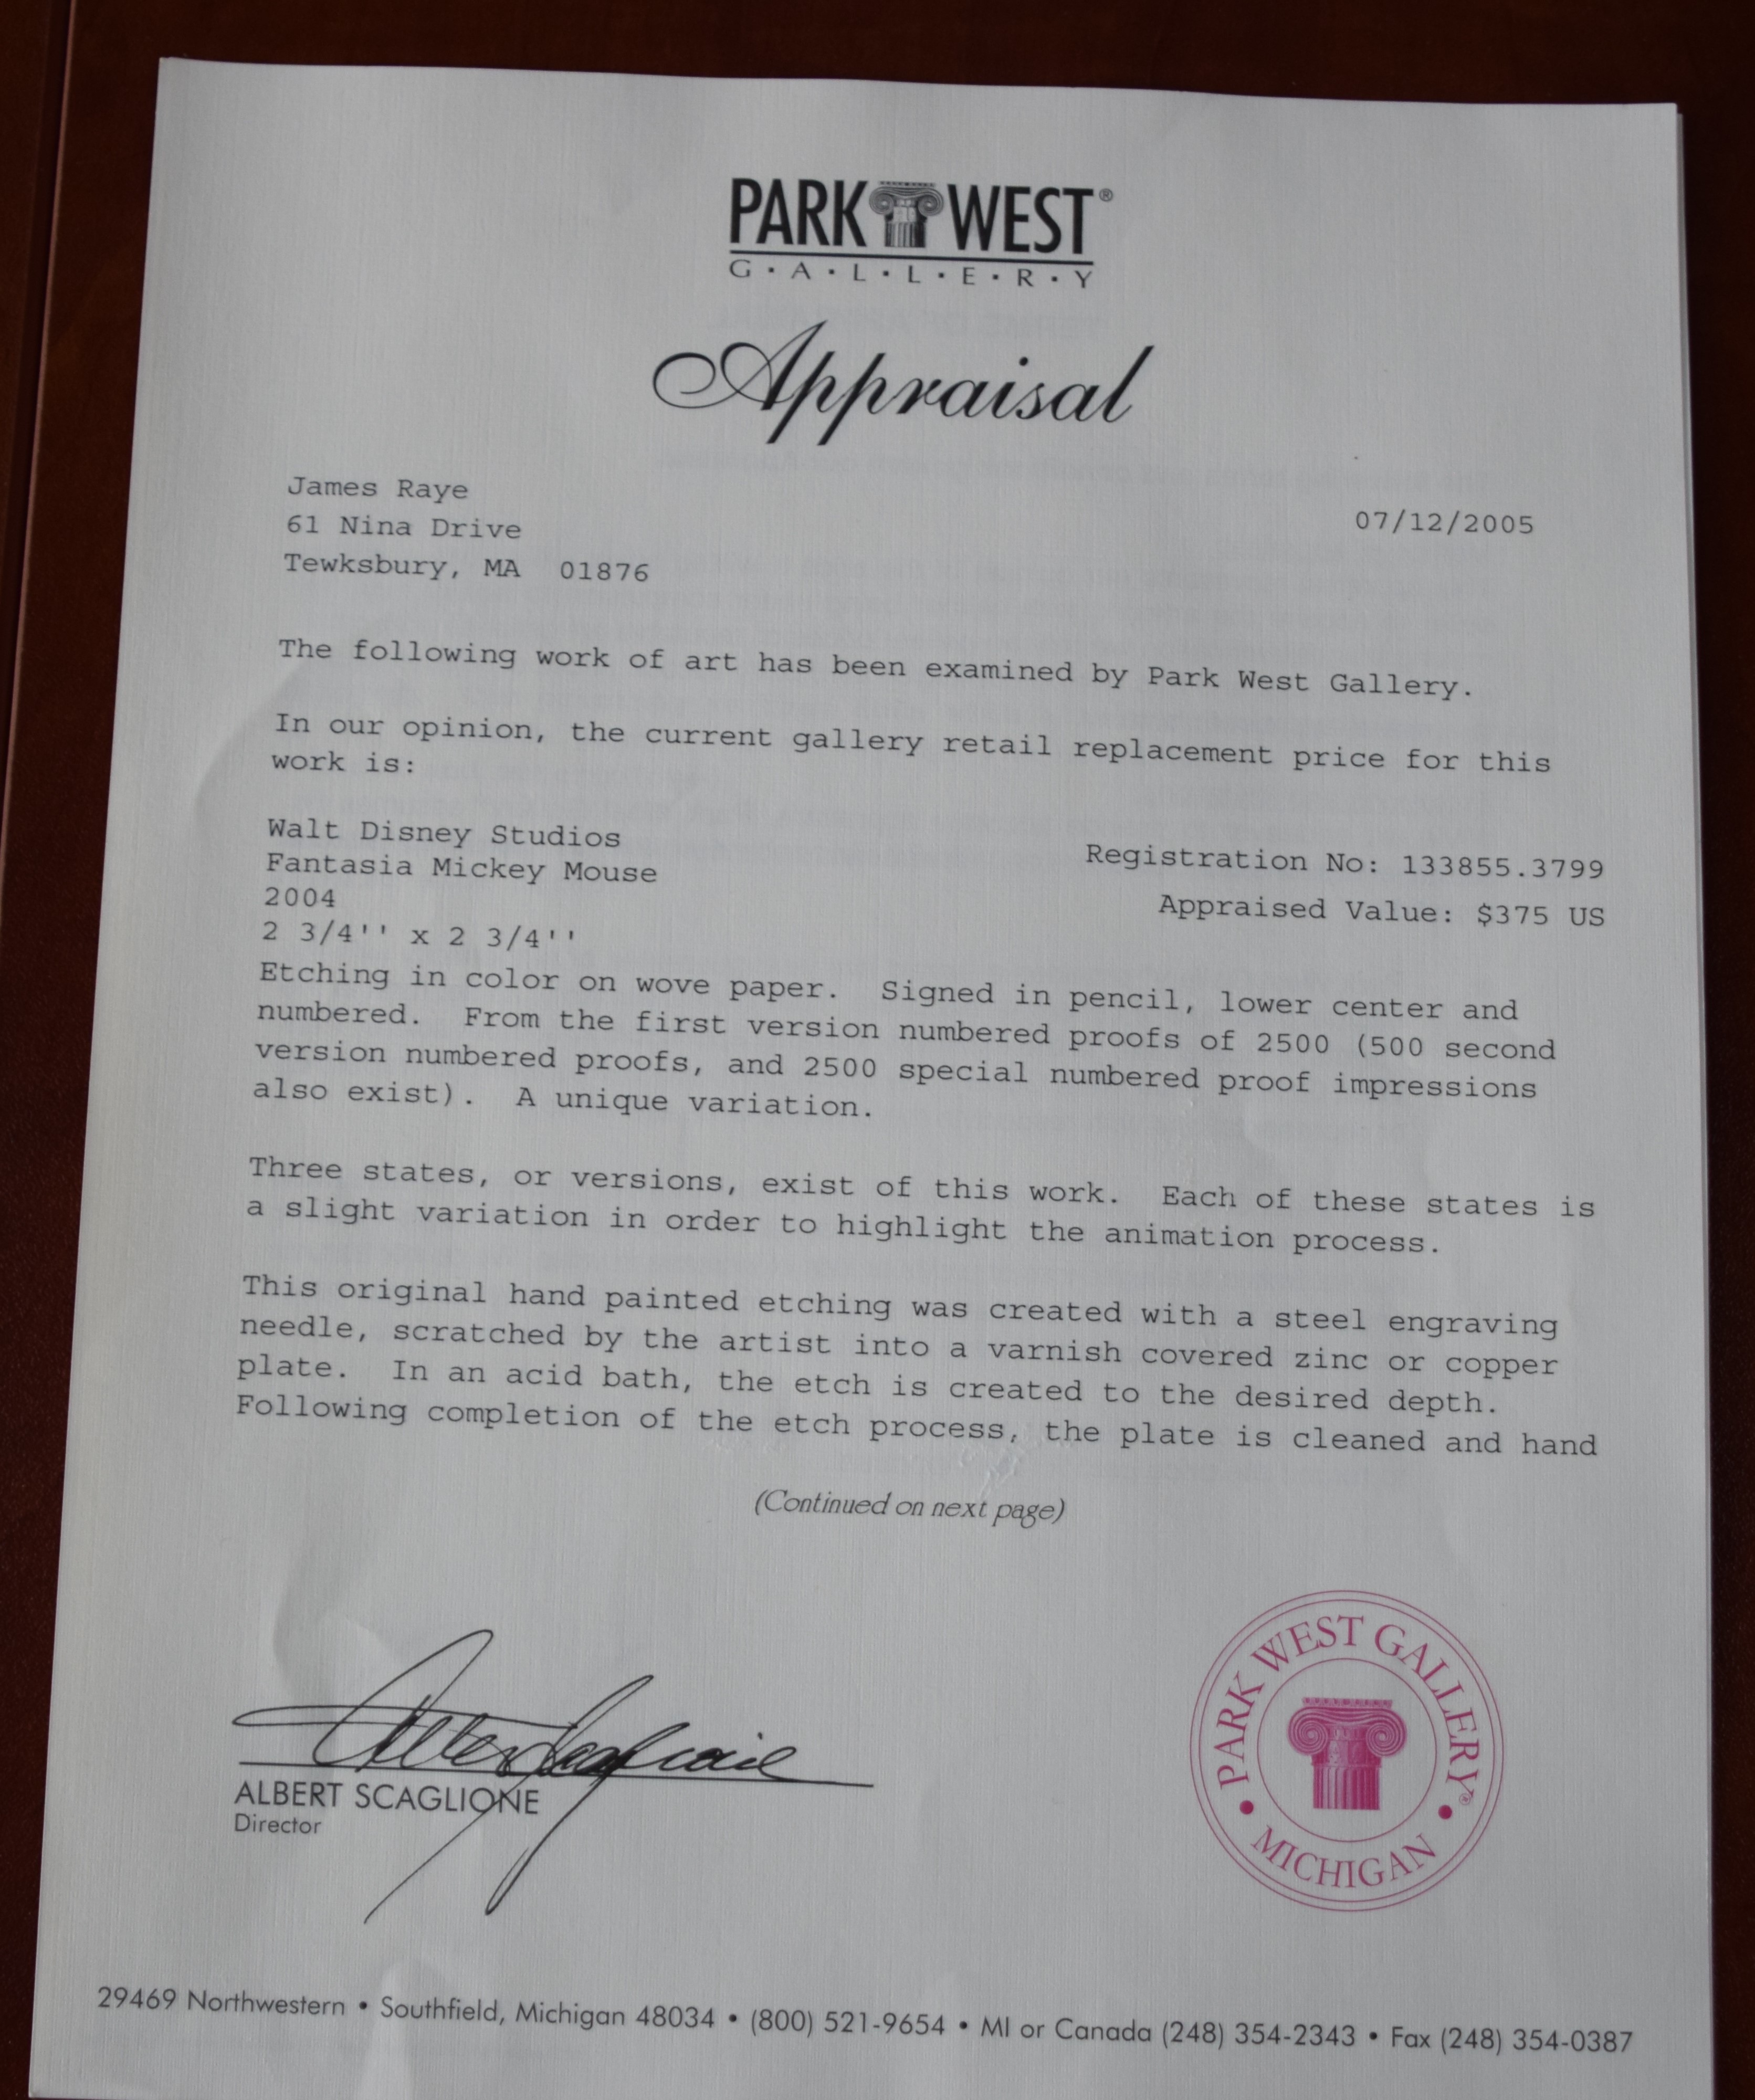 PARK WEST®
G•A•L•L•E•R•Y
Appraisal
James Raye
61 Nina Drive
Tewksbury, MA  01876
07/12/2005
The following work of art has been examined by Park West Gallery.
In our opinion, the current gallery retail replacement price for this
work is:
Walt Disney Studios
Fantasia Mickey Mouse
2004
2 3/4'' x 2 3/4''
Registration No: 133855.3799
Appraised Value: $375 US
Etching in color on wove paper.  Signed in pencil, lower center and
numbered.  From the first version numbered proofs of 2500 (500 second
version numbered proofs, and 2500 special numbered proof impressions
also exist).  A unique variation.
Three states, or versions, exist of this work.  Each of these states is
a slight variation in order to highlight the animation process.
This original hand painted etching was created with a steel engraving
needle, scratched by the artist into a varnish covered zinc or copper
plate.  In an acid bath, the etch is created to the desired depth.
Following completion of the etch process, the plate is cleaned and hand
(Continued on next page)
ALBERT SCAGLIONE
Director
PARK WEST GALLERY®
• MICHIGAN •
29469 Northwestern • Southfield, Michigan 48034 • (800) 521-9654 • MI or Canada (248) 354-2343 • Fax (248) 354-0387